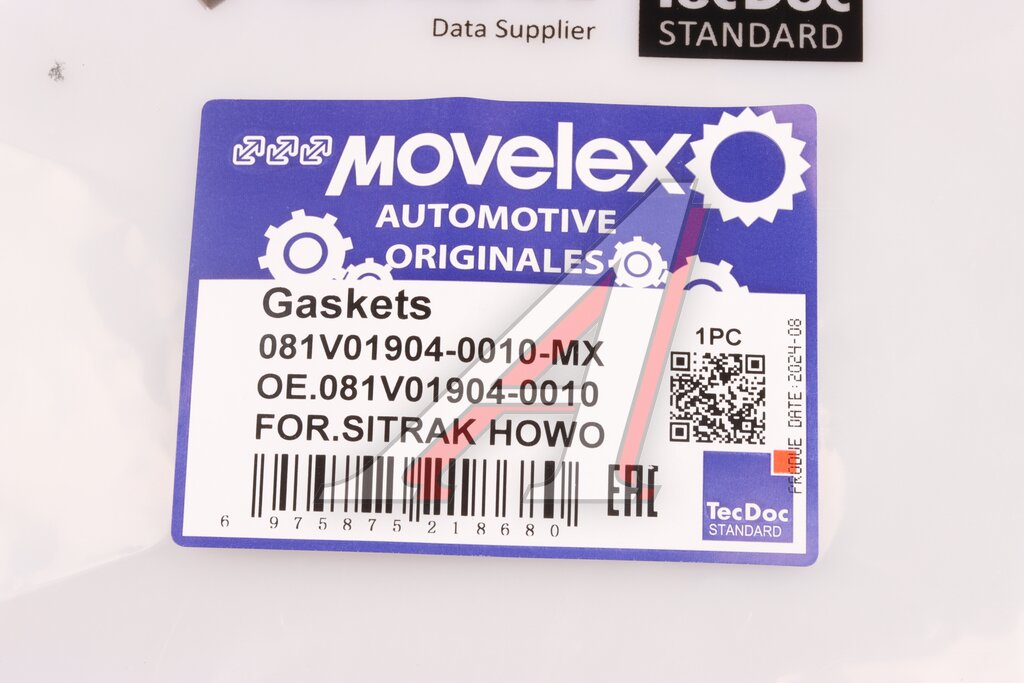 Data Supplier
TecDoc
STANDARD
MOVelex
AUTOMOTIVE
ORIGINALES
Gaskets
081V01904-0010-MX
OE.081V01904-0010
FOR.SITRAK HOWO
1PC
PRODUE DATE:2024-08
6 975875 218680
EAC
TecDoc
STANDARD